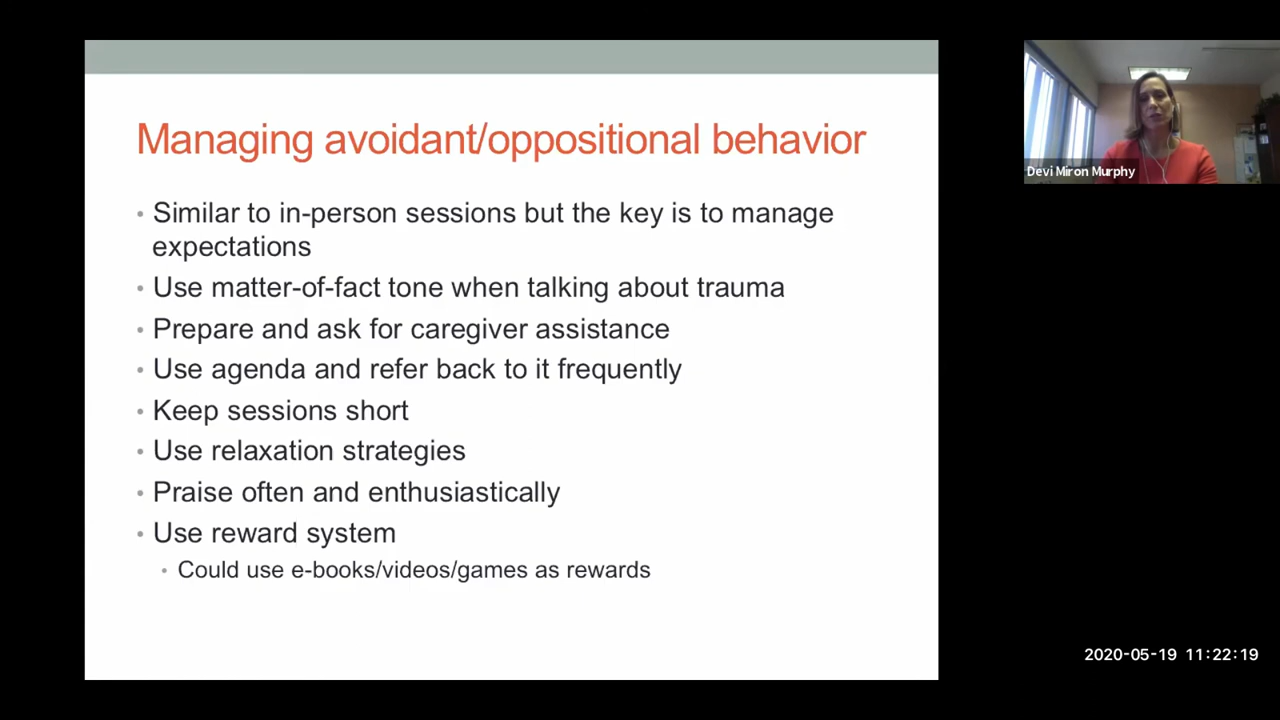 Managing avoidant/oppositional behavior
• Similar to in-person sessions but the key is to manage
expectations
• Use matter-of-fact tone when talking about trauma
• Prepare and ask for caregiver assistance
• Use agenda and refer back to it frequently
• Keep sessions short
• Use relaxation strategies
• Praise often and enthusiastically
• Use reward system
• Could use e-books/videos/games as rewards
Devi Miron Murphy
2020-05-19 11:22:19